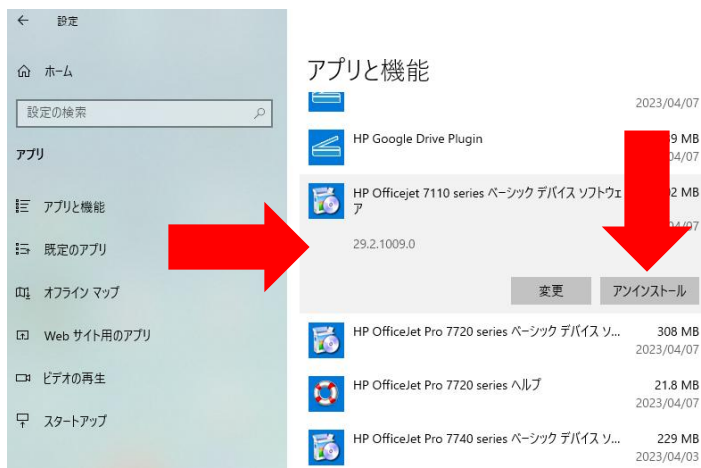 設定
ホーム
設定の検索
アプリ
アプリと機能
既定のアプリ
オフライン マップ
Web サイト用のアプリ
ビデオの再生
スタートアップ
アプリと機能
2023/04/07
HP Google Drive Plugin
MB
/07
HP Officejet 7110 series ベーシック デバイス ソフトウェ
ア
2 MB
/07
29.2.1009.0
変更
アンインストール
HP OfficeJet Pro 7720 series ベーシック デバイス ソ...
308 MB
2023/04/07
HP OfficeJet Pro 7720 series ヘルプ
21.8 MB
2023/04/07
HP OfficeJet Pro 7740 series ベーシック デバイス ソ...
229 MB
2023/04/03